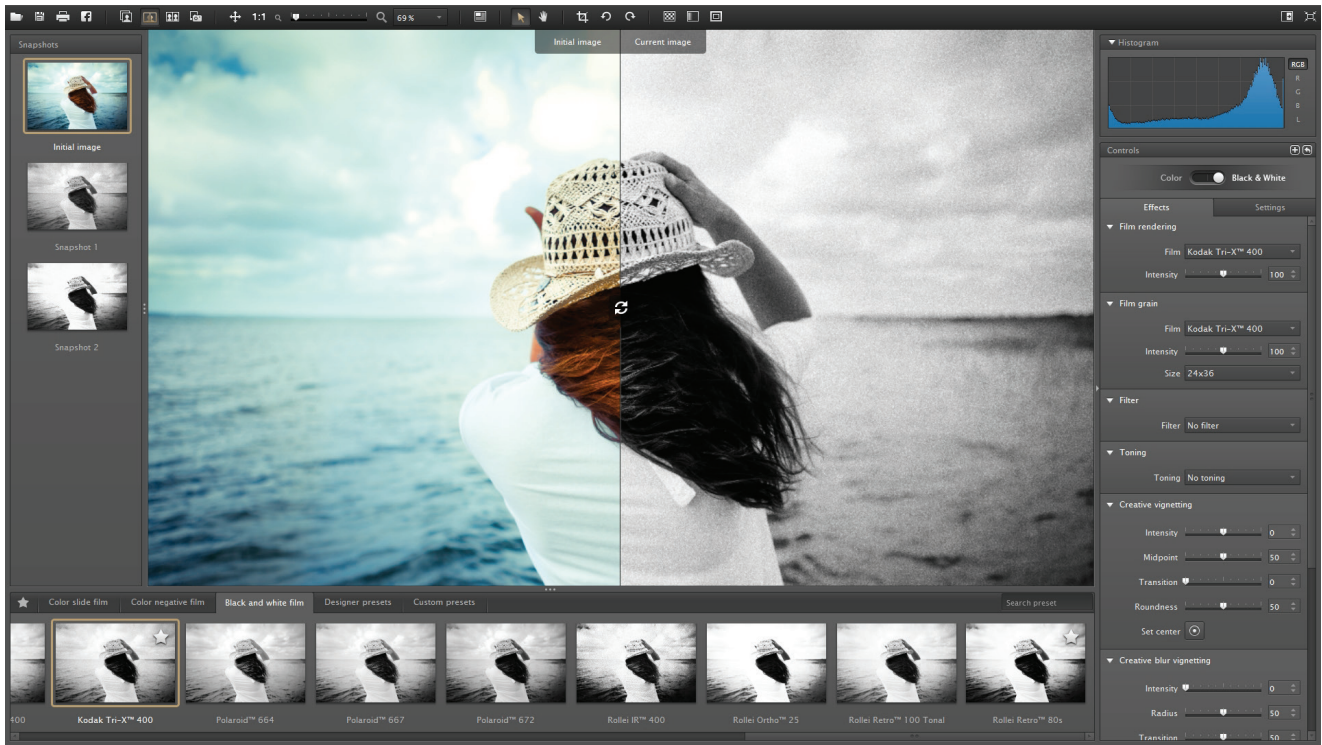 1:1
69 %
Snapshots
Initial image
Snapshot 1
Snapshot 2
Initial image
Current image
Histogram
RGB
R
G
B
L
Controls
Color
Black & White
Effects
Settings
Film rendering
Film Kodak Tri-X™ 400
Intensity 100
Film grain
Film Kodak Tri-X™ 400
Intensity 100
Size 24x36
Filter
Filter No filter
Toning
Toning No toning
Creative vignetting
Intensity 0
Midpoint 50
Transition 0
Roundness 50
Set center
Creative blur vignetting
Intensity 0
Radius 50
Transition 50
Color slide film
Color negative film
Black and white film
Designer presets
Custom presets
Search preset
400
Kodak Tri-X™ 400
Polaroid™ 664
Polaroid™ 667
Polaroid™ 672
Rollei IR™ 400
Rollei Ortho™ 25
Rollei Retro™ 100 Tonal
Rollei Retro™ 80s